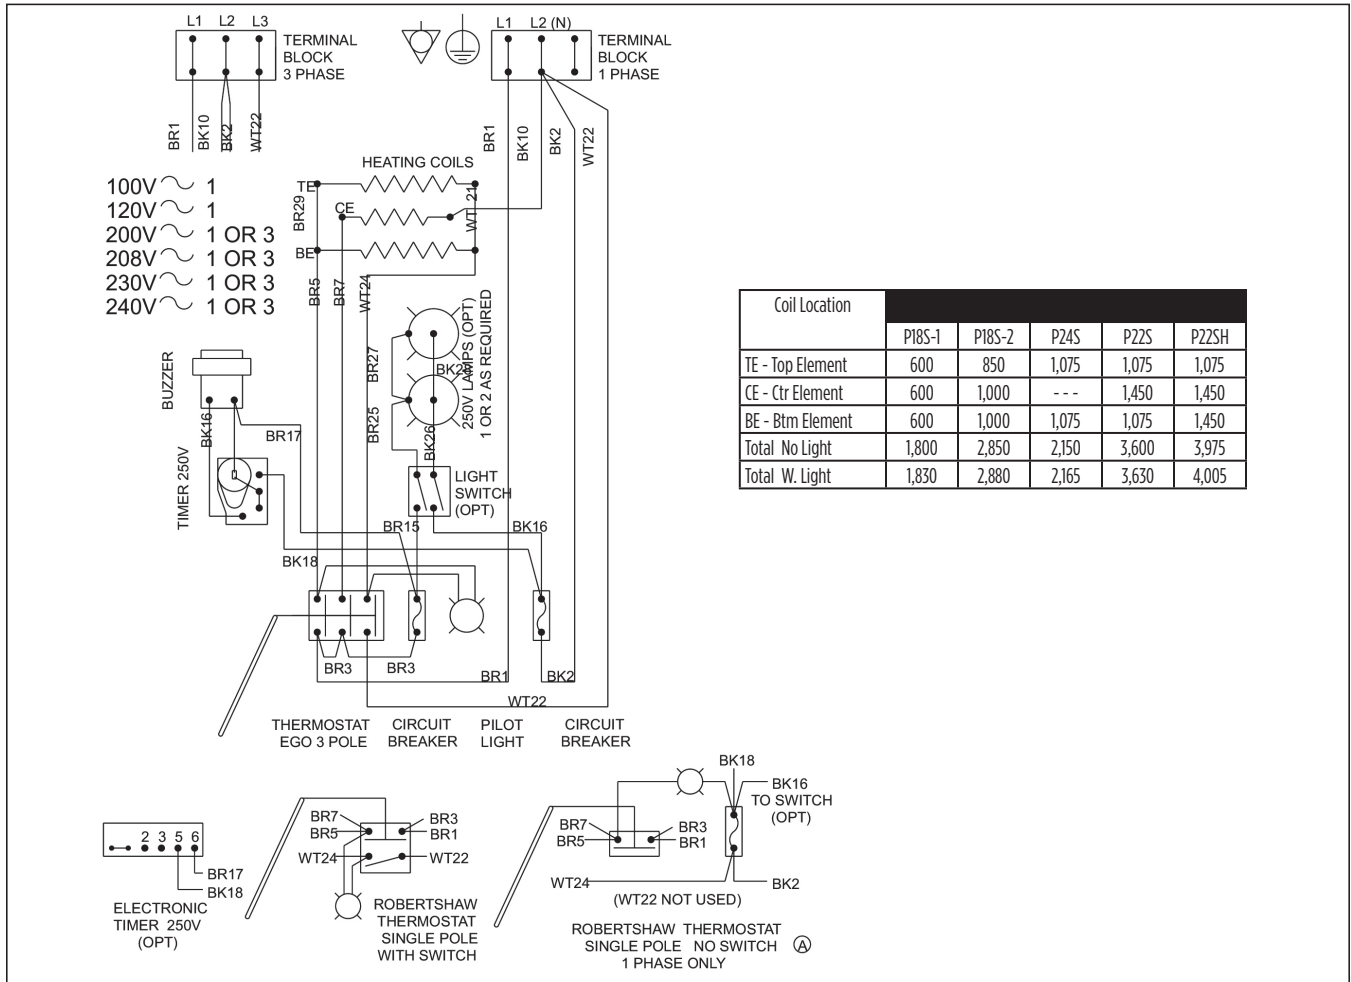 L1 L2 L3
TERMINAL
BLOCK
3 PHASE
L1 L2 (N)
TERMINAL
BLOCK
1 PHASE
BR1
BK10
BK2
WT22
BR1
BK10
BK2
WT22
HEATING COILS
TE
CE
BE
BR29
WT 21
BR5
BR7
WT24
100V 1
120V 1
200V 1 OR 3
208V 1 OR 3
230V 1 OR 3
240V 1 OR 3
BUZZER
BK16
BR17
TIMER 250V
BK18
BR27
BR25
BK28
BK26
250V LAMPS (OPT)
1 OR 2 AS REQUIRED
LIGHT
SWITCH
(OPT)
BR15
BK16
BR3
BR3
BR1
BK2
WT22
THERMOSTAT
EGO 3 POLE
CIRCUIT
BREAKER
PILOT
LIGHT
CIRCUIT
BREAKER
Coil Location
P18S-1 P18S-2 P24S P22S P22SH
TE - Top Element 600 850 1,075 1,075 1,075
CE - Ctr Element 600 1,000 --- 1,450 1,450
BE - Btm Element 600 1,000 1,075 1,075 1,450
Total No Light 1,800 2,850 2,150 3,600 3,975
Total W. Light 1,830 2,880 2,165 3,630 4,005
2 3 5 6
BR17
BK18
ELECTRONIC
TIMER 250V
(OPT)
BR7
BR5
WT24
BR3
BR1
WT22
ROBERTSHAW
THERMOSTAT
SINGLE POLE
WITH SWITCH
BK18
BK16
TO SWITCH
(OPT)
BR7
BR5
BR3
BR1
WT24
BK2
(WT22 NOT USED)
ROBERTSHAW THERMOSTAT
SINGLE POLE NO SWITCH A
1 PHASE ONLY